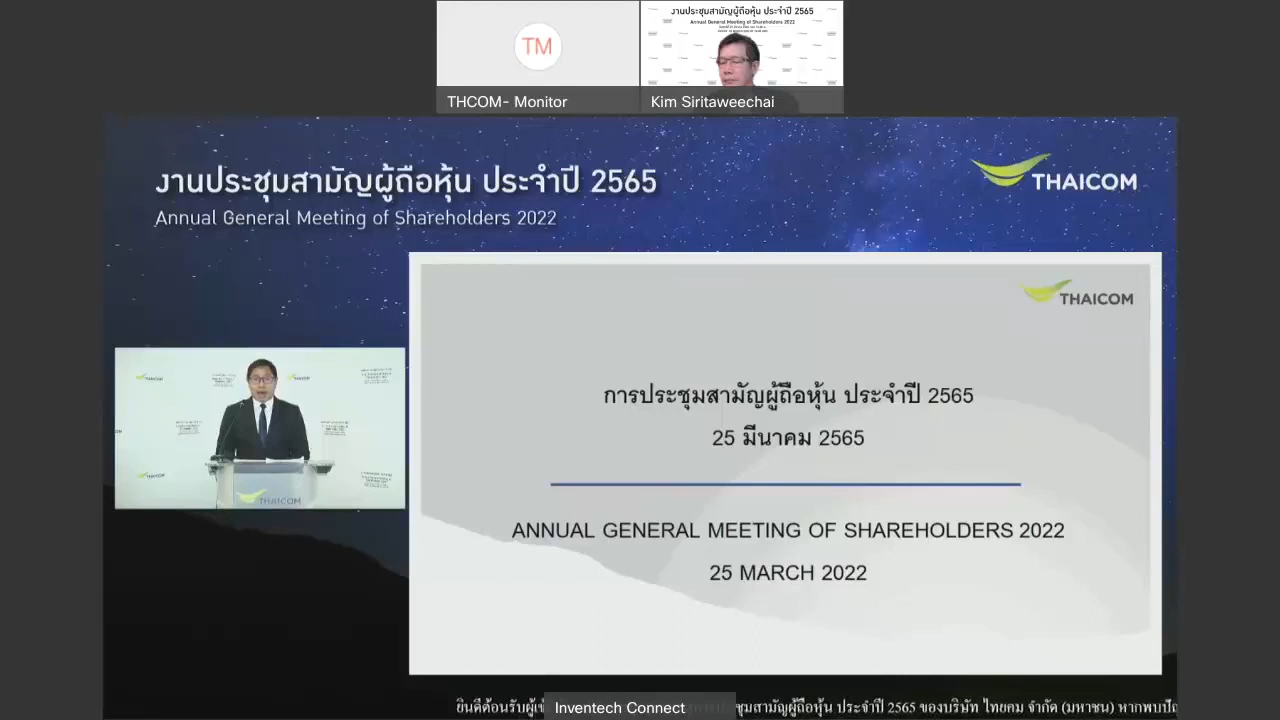 งานประชุมสามัญผู้ถือหุ้น ประจำปี 2565
Annual General Meeting of Shareholders 2022
TM
THCOM- Monitor
Kim Siritaweechai
งานประชุมสามัญผู้ถือหุ้น ประจำปี 2565
Annual General Meeting of Shareholders 2022
THAICOM
THAICOM
การประชุมสามัญผู้ถือหุ้น ประจำปี 2565
25 มีนาคม 2565
ANNUAL GENERAL MEETING OF SHAREHOLDERS 2022
25 MARCH 2022
THAICOM
ยินดีต้อนรับผู้เข้ ชุมสามัญผู้ถือหุ้น ประจำปี 2565 ของบริษัท ไทยคม จำกัด (มหาชน) หากพบปัญ
Inventech Connect